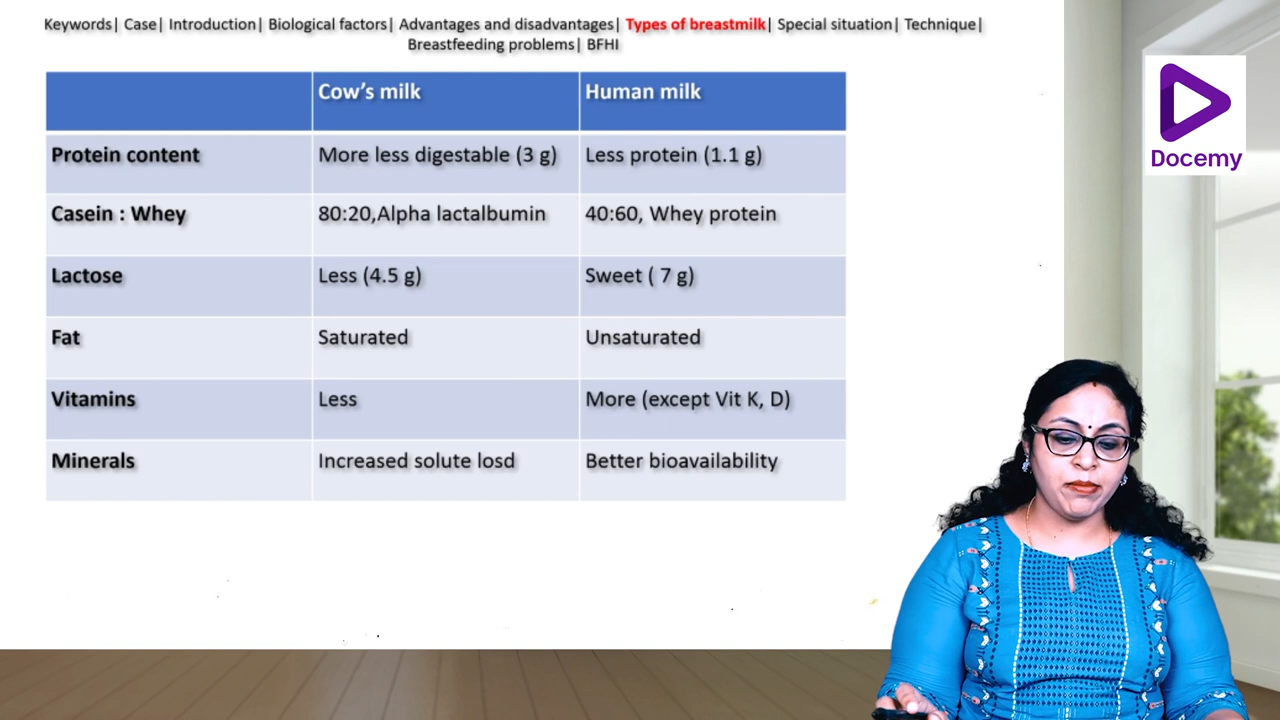 Keywords| Case| Introduction| Biological factors| Advantages and disadvantages| Types of breastmilk| Special situation| Technique|
Breastfeeding problems| BFHI
Docemy
Cow's milk Human milk
Protein content More less digestable (3 g) Less protein (1.1 g)
Casein : Whey 80:20,Alpha lactalbumin 40:60, Whey protein
Lactose Less (4.5 g) Sweet ( 7 g)
Fat Saturated Unsaturated
Vitamins Less More (except Vit K, D)
Minerals Increased solute losd Better bioavailability